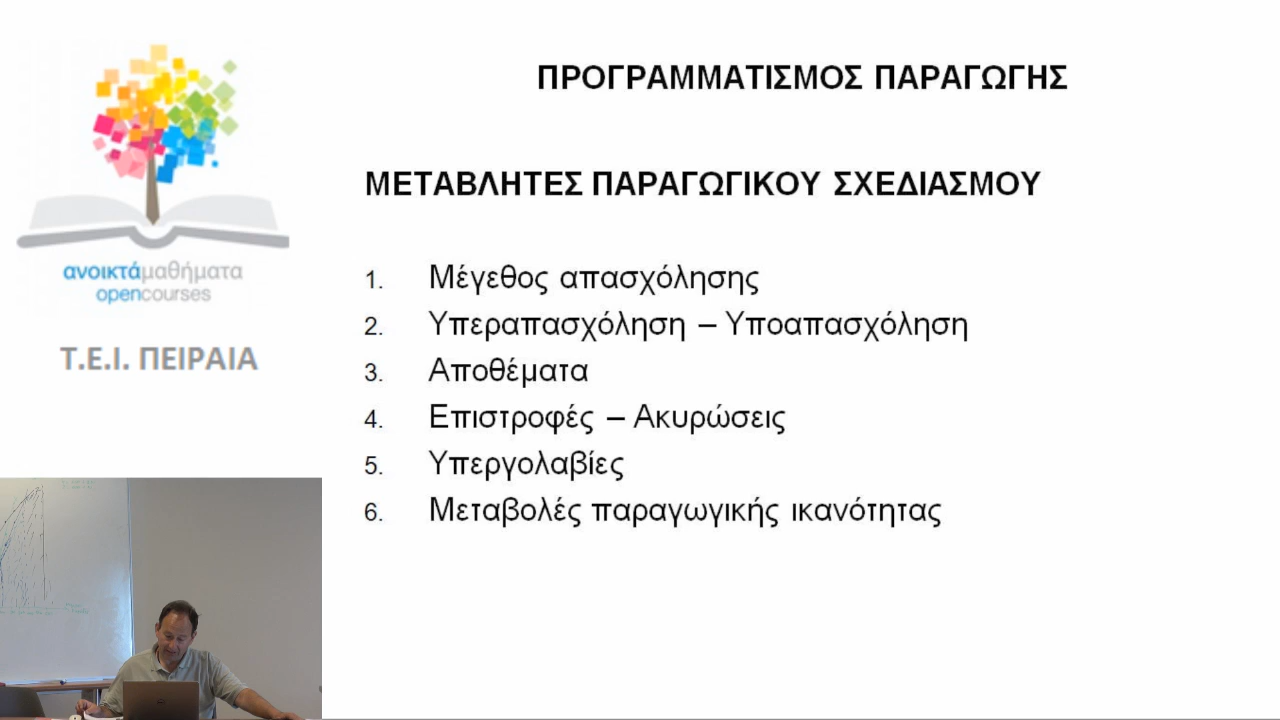 ΠΡΟΓΡΑΜΜΑΤΙΣΜΟΣ ΠΑΡΑΓΩΓΗΣ
ΜΕΤΑΒΛΗΤΕΣ ΠΑΡΑΓΩΓΙΚΟΥ ΣΧΕΔΙΑΣΜΟΥ
1. Μέγεθος απασχόλησης
2. Υπεραπασχόληση – Υποαπασχόληση
3. Αποθέματα
4. Επιστροφές – Ακυρώσεις
5. Υπεργολαβίες
6. Μεταβολές παραγωγικής ικανότητας
ανοικτάμαθήματα
opencourses
Τ.Ε.Ι. ΠΕΙΡΑΙΑ